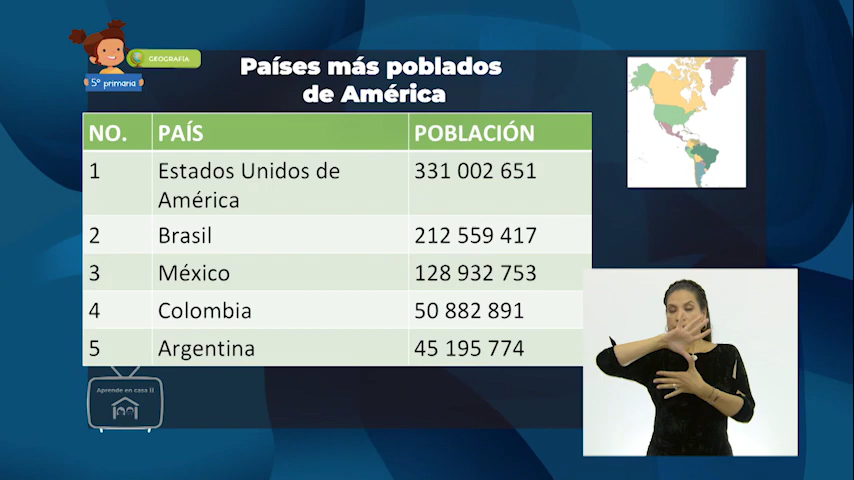 GEOGRAFÍA
5° primaria
Países más poblados
de América
NO. PAÍS POBLACIÓN
1 Estados Unidos de 331 002 651
América
2 Brasil 212 559 417
3 México 128 932 753
4 Colombia 50 882 891
5 Argentina 45 195 774
Aprende en casa II